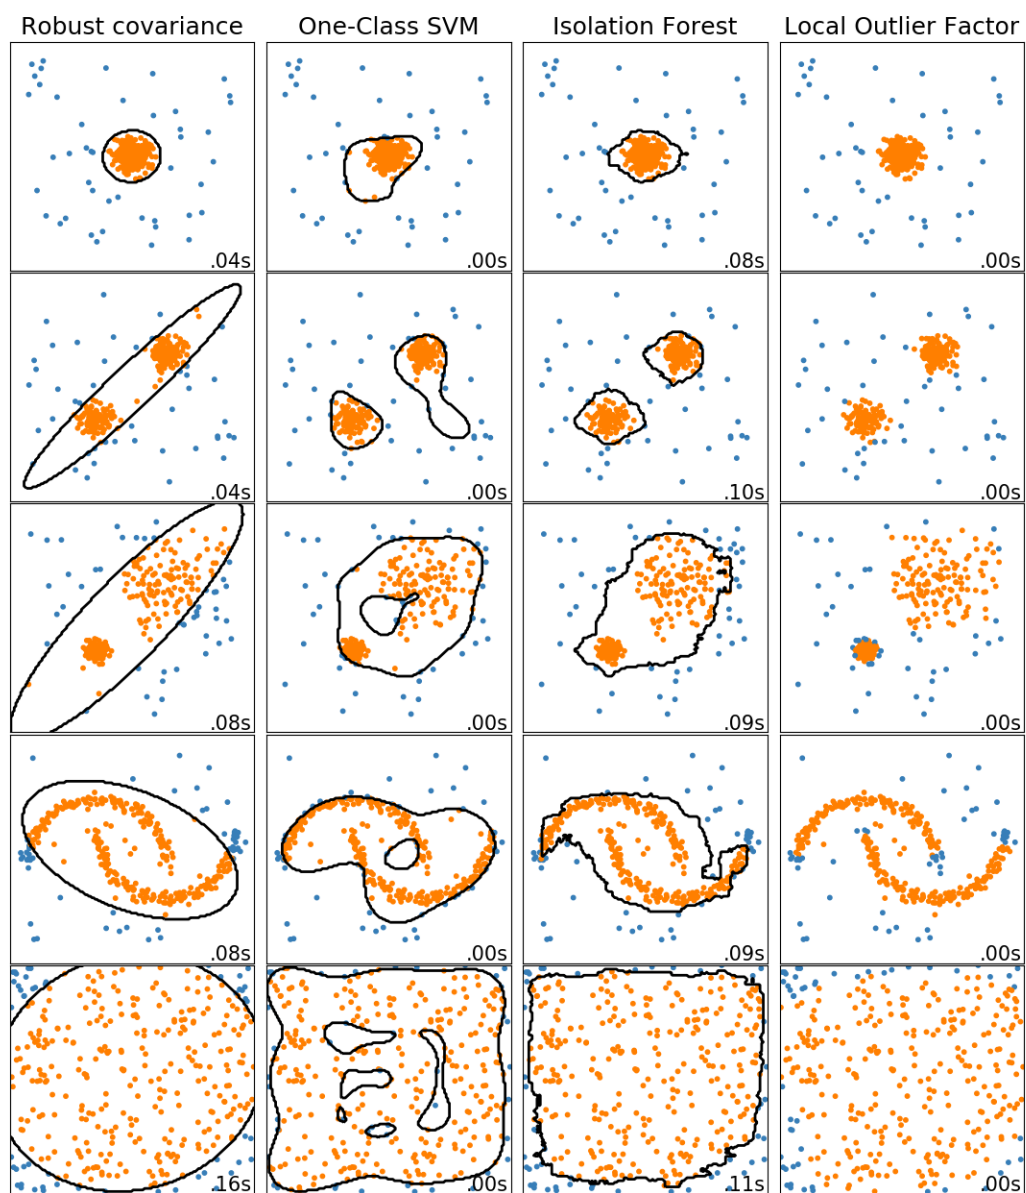 Robust covariance One-Class SVM Isolation Forest Local Outlier Factor
.04s .00s .08s .00s
.04s .00s .10s .00s
.08s .00s .09s .00s
.08s .00s .09s .00s
.16s .00s .11s .00s